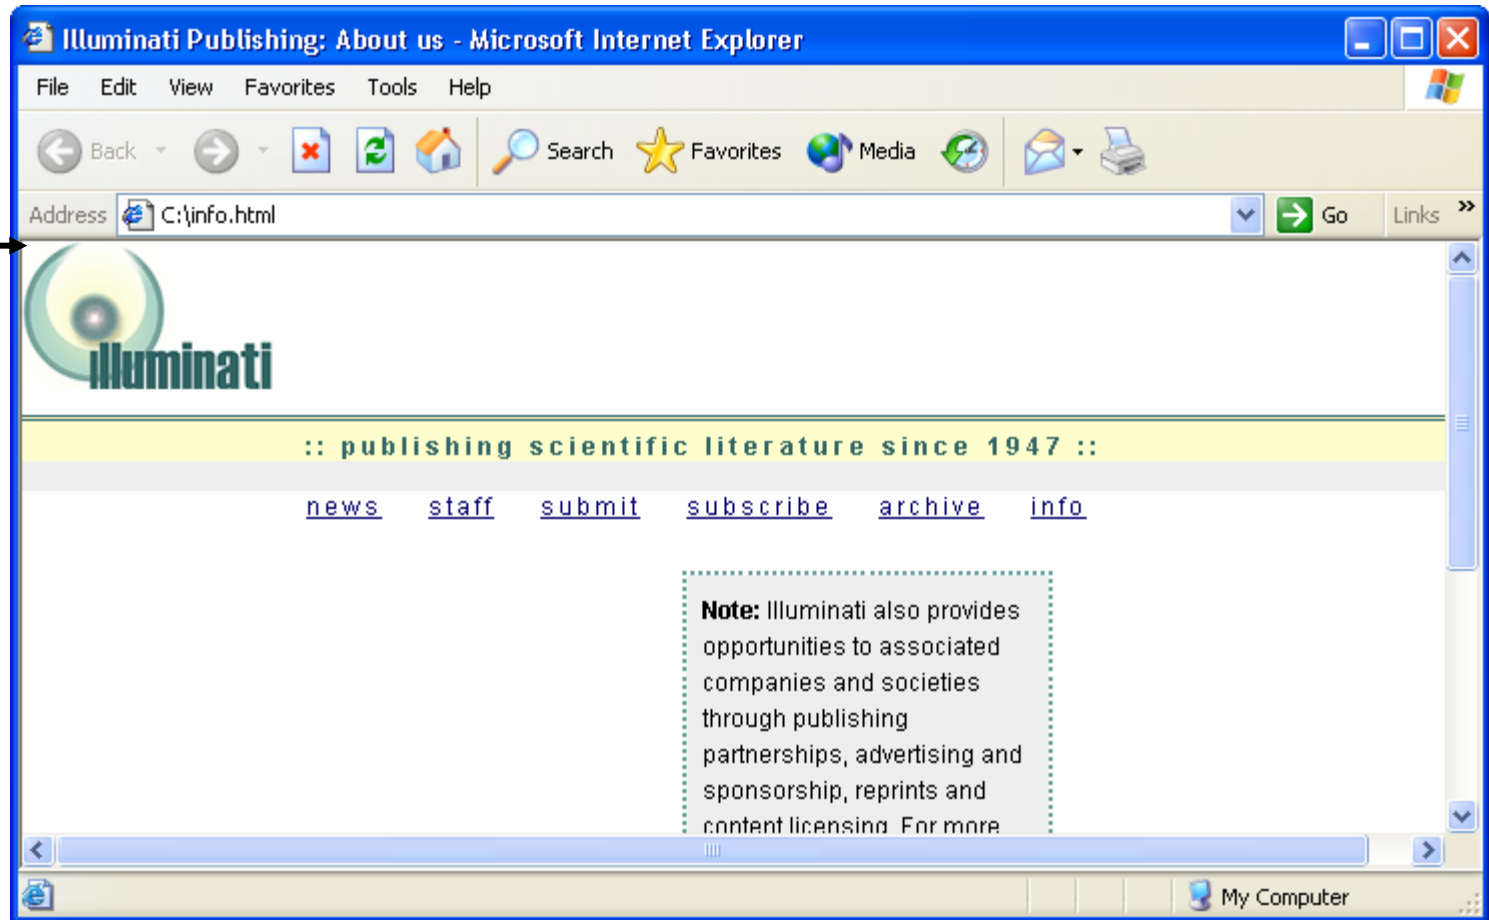 Illuminati Publishing: About us - Microsoft Internet Explorer
File Edit View Favorites Tools Help
Back Search Favorites Media
Address C:\info.html Go Links »
illuminati
:: publishing scientific literature since 1947 ::
news staff submit subscribe archive info
Note: Illuminati also provides
opportunities to associated
companies and societies
through publishing
partnerships, advertising and
sponsorship, reprints and
content licensing. For more
My Computer